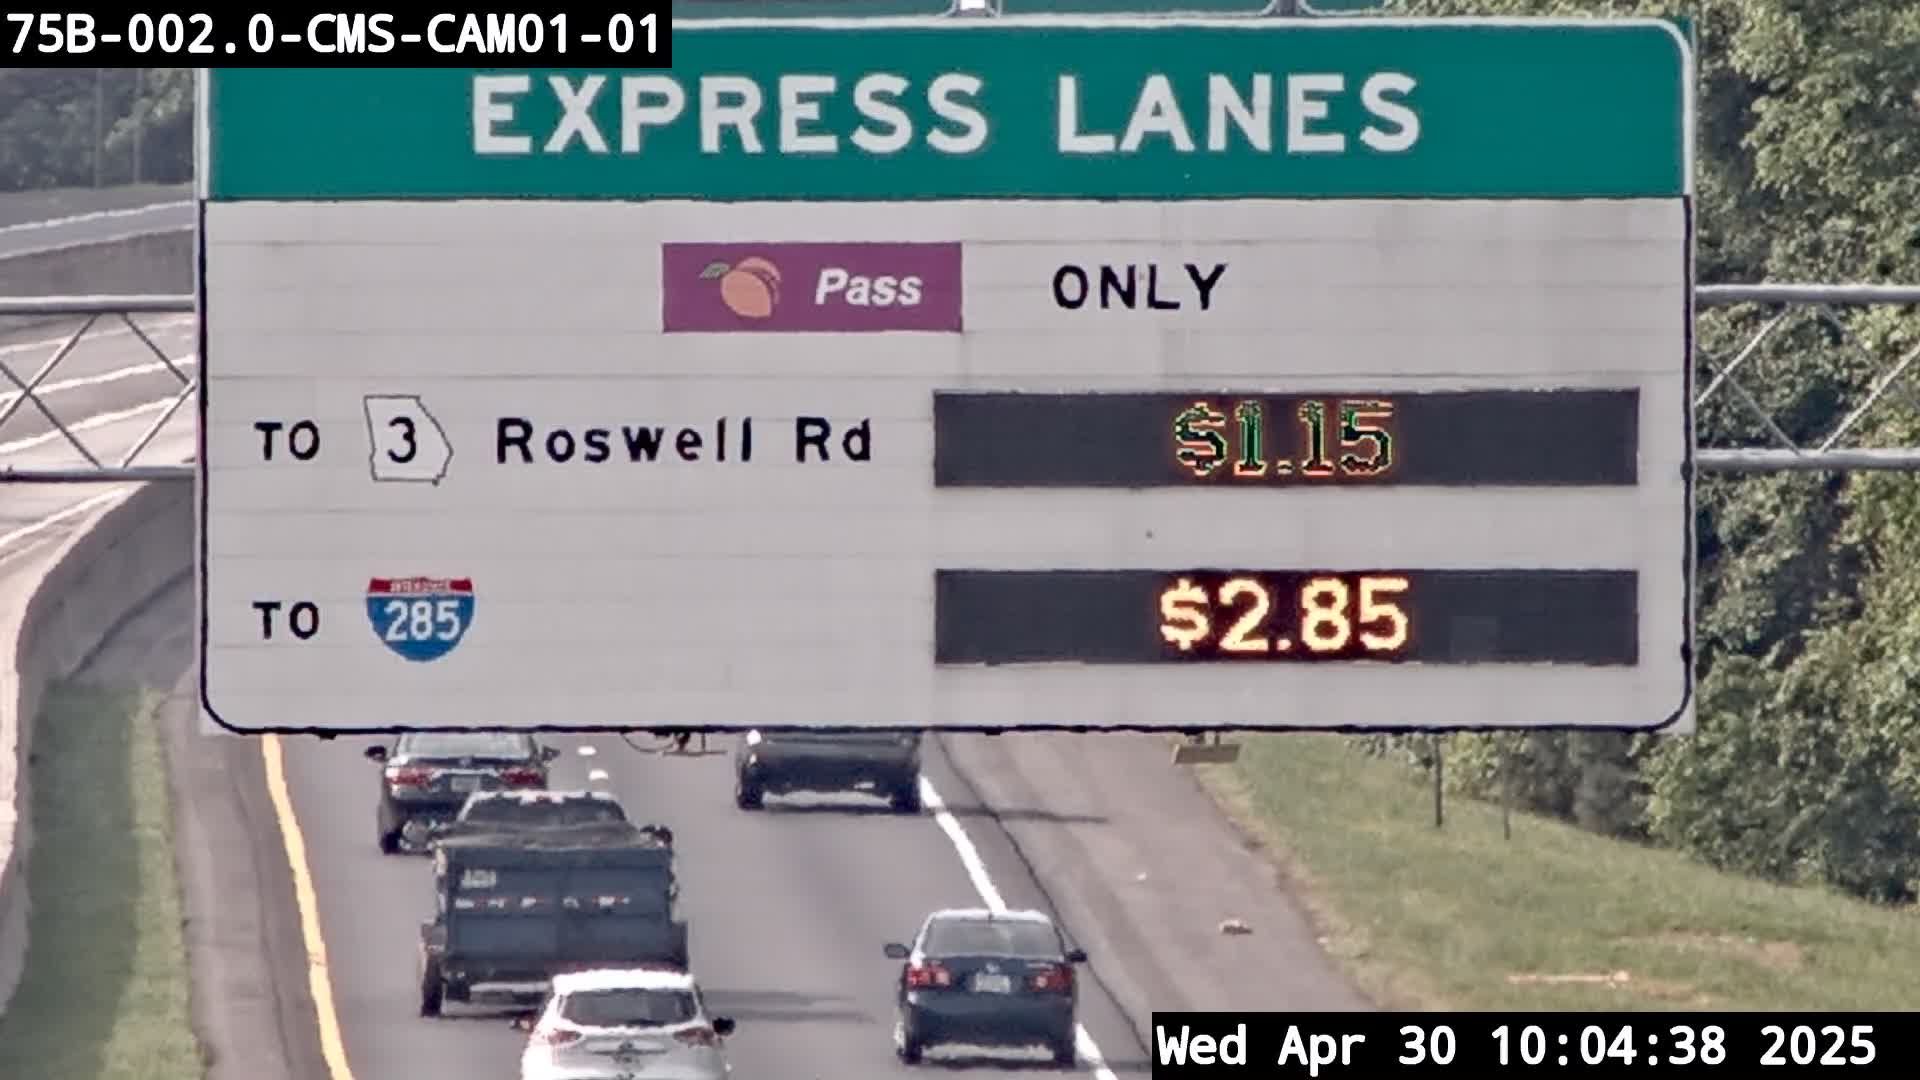 75B-002.0-CMS-CAM01-01
EXPRESS LANES
Pass ONLY
TO 3 Roswell Rd $1.15
INTERSTATE
TO 285 $2.85
Wed Apr 30 10:04:38 2025